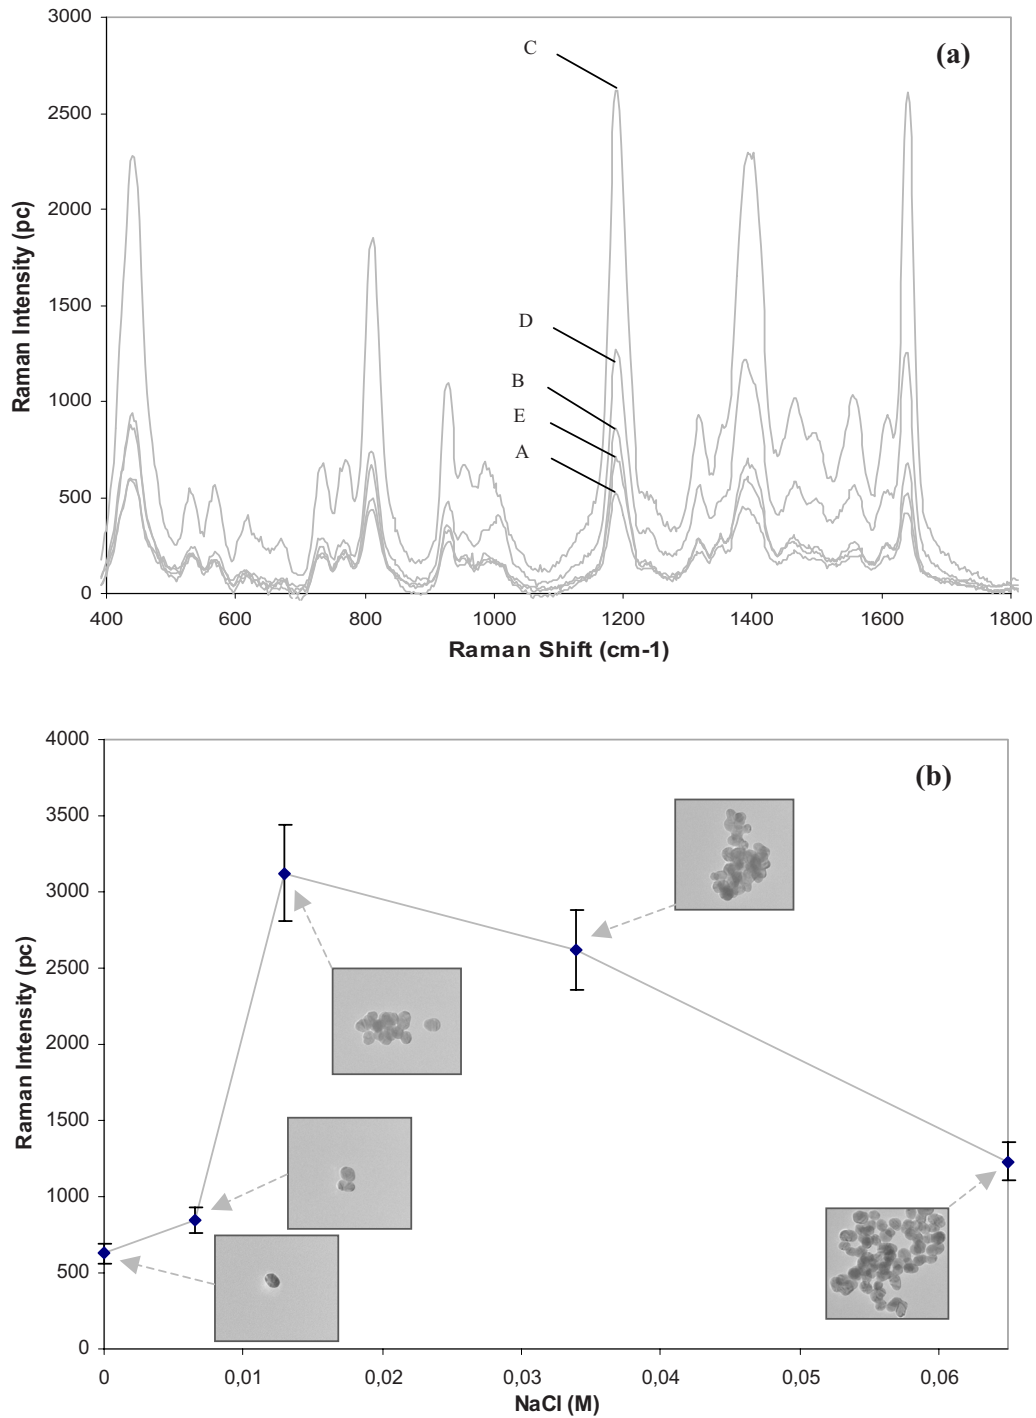 3000
(a)
C
2500
2000
Raman Intensity (pc)
1500
D
B
1000
E
A
500
0
400 600 800 1000 1200 1400 1600 1800
Raman Shift (cm-1)
4000
(b)
3500
3000
2500
Raman Intensity (pc)
2000
1500
1000
500
0
0 0,01 0,02 0,03 0,04 0,05 0,06
NaCl (M)